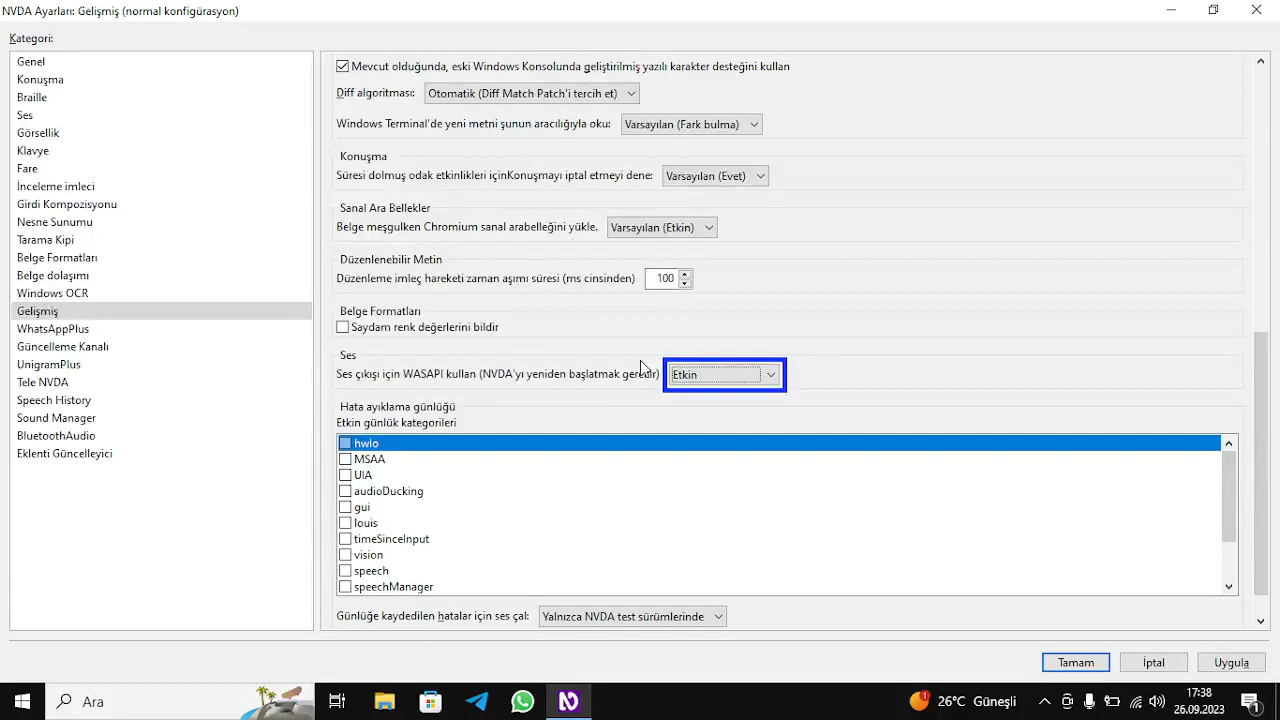 NVDA Ayarları: Gelişmiş (normal konfigürasyon)
Kategori:
Genel
Konuşma
Braille
Ses
Görsellik
Klavye
Fare
İnceleme imleci
Girdi Kompozisyonu
Nesne Sunumu
Tarama Kipi
Belge Formatları
Belge dolaşımı
Windows OCR
Gelişmiş
WhatsAppPlus
Güncelleme Kanalı
UnigramPlus
Tele NVDA
Speech History
Sound Manager
BluetoothAudio
Eklenti Güncelleyici
Mevcut olduğunda, eski Windows Konsolunda geliştirilmiş yazılı karakter desteğini kullan
Diff algoritması: Otomatik (Diff Match Patch'i tercih et)
Windows Terminal'de yeni metni şunun aracılığıyla oku: Varsayılan (Fark bulma)
Konuşma
Süresi dolmuş odak etkinlikleri içinKonuşmayı iptal etmeyi dene: Varsayılan (Evet)
Sanal Ara Bellekler
Belge meşgulken Chromium sanal arabelleğini yükle. Varsayılan (Etkin)
Düzenlenebilir Metin
Düzenleme imleç hareketi zaman aşımı süresi (ms cinsinden) 100
Belge Formatları
Saydam renk değerlerini bildir
Ses
Ses çıkışı için WASAPI kullan (NVDA'yı yeniden başlatmak gerektir) Etkin
Hata ayıklama günlüğü
Etkin günlük kategorileri
hwIo
MSAA
UIA
audioDucking
gui
louis
timeSinceInput
vision
speech
speechManager
Günlüğe kaydedilen hatalar için ses çal: Yalnızca NVDA test sürümlerinde
Tamam
İptal
Uygula
Ara
1
26°C Güneşli
17:38
26.09.2023
1